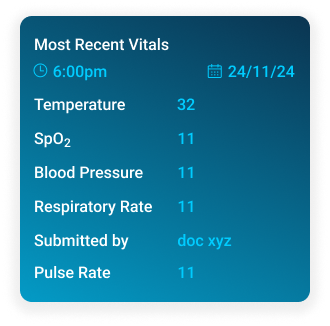 Most Recent Vitals
6:00pm 24/11/24
Temperature 32
SpO₂ 11
Blood Pressure 11
Respiratory Rate 11
Submitted by doc xyz
Pulse Rate 11